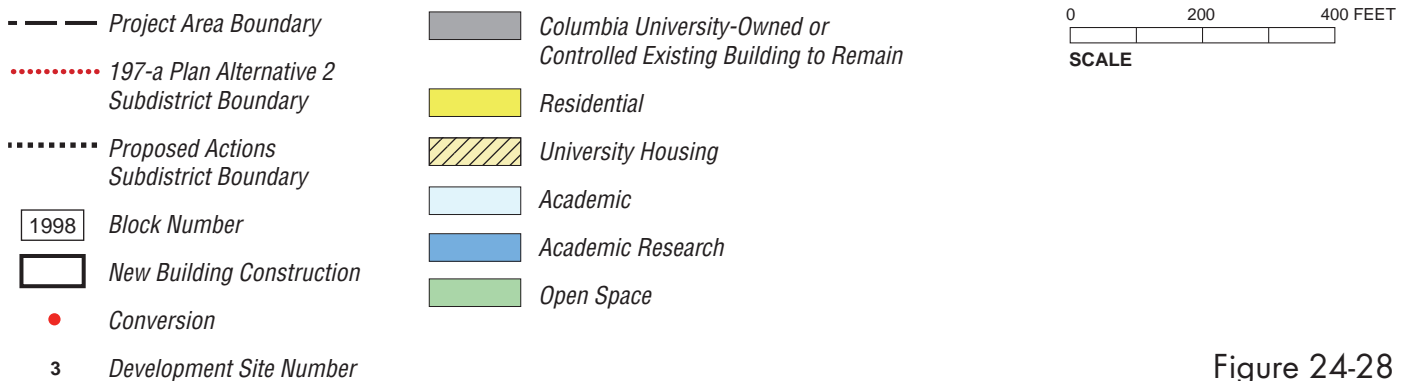 Project Area Boundary
197-a Plan Alternative 2
Subdistrict Boundary
Proposed Actions
Subdistrict Boundary
1998 Block Number
New Building Construction
Conversion
3 Development Site Number
Columbia University-Owned or
Controlled Existing Building to Remain
Residential
University Housing
Academic
Academic Research
Open Space
0 200 400 FEET
SCALE
Figure 24-28